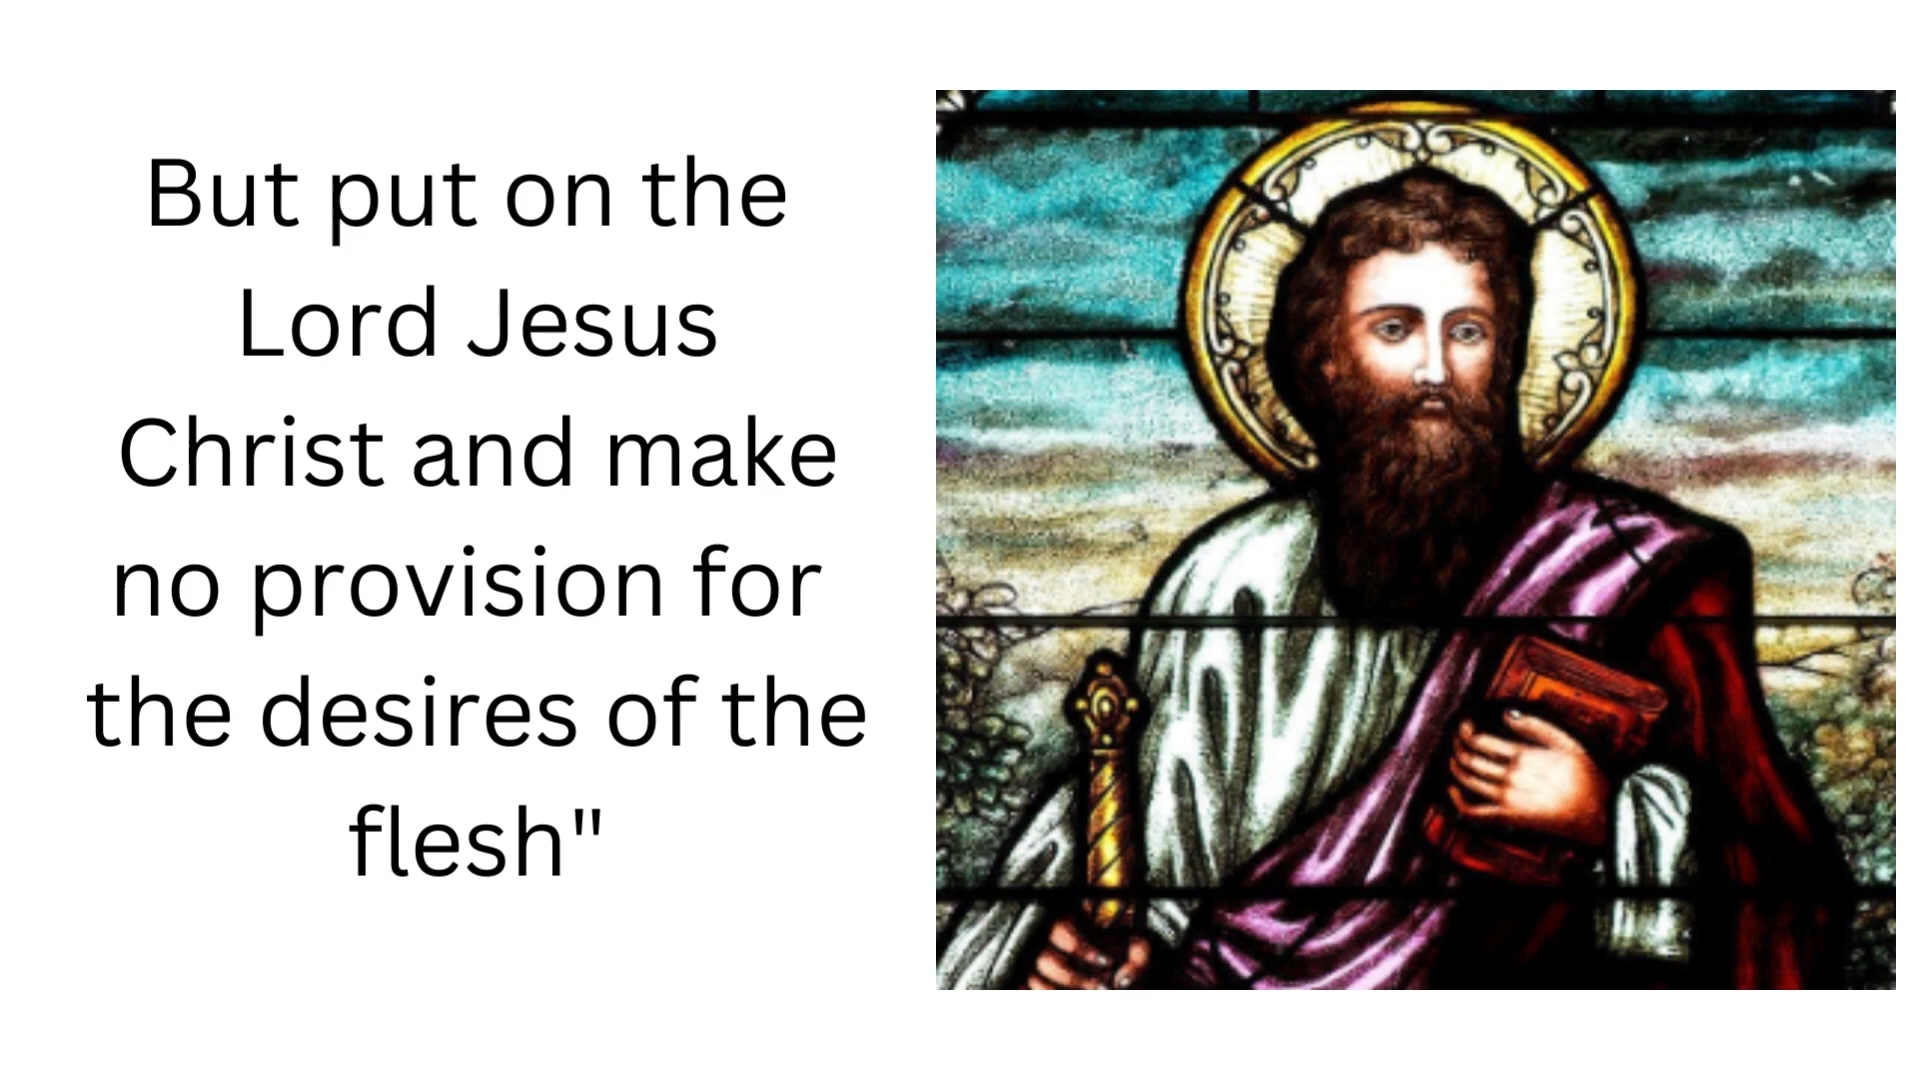 But put on the
Lord Jesus
Christ and make
no provision for
the desires of the
flesh"